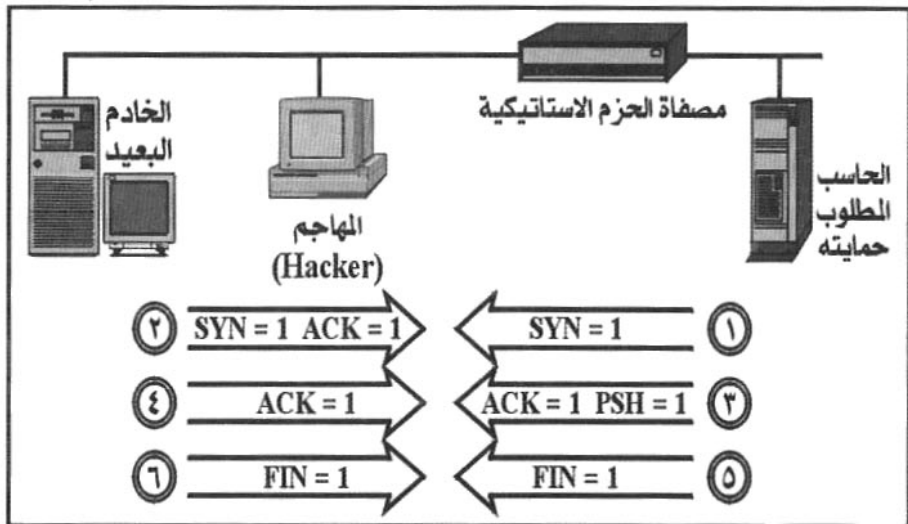 مصفاة الحزم الاستاتيكية
الخادم
البعيد
الحاسب
المطلوب
حمايته
المهاجم
(Hacker)
١ SYN = 1
٢ SYN = 1 ACK = 1
٣ ACK = 1 PSH = 1
٤ ACK = 1
٥ FIN = 1
٦ FIN = 1